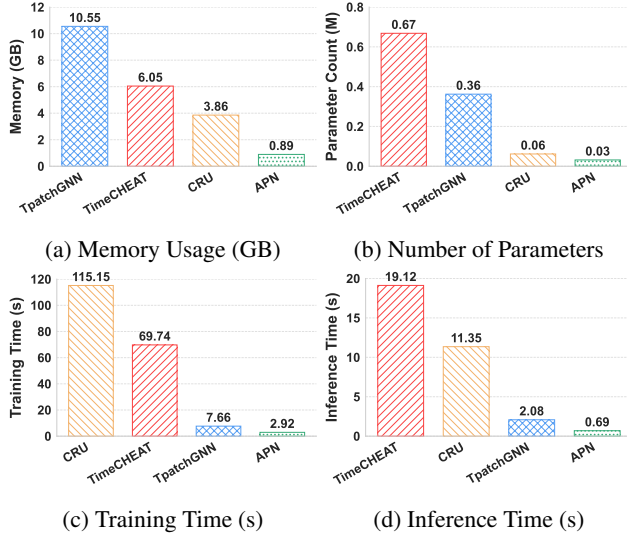 Memory (GB)
12
10
8
6
4
2
0
10.55
6.05
3.86
0.89
TpatchGNN
TimeCHEAT
CRU
APN
(a) Memory Usage (GB)
Parameter Count (M)
0.8
0.6
0.4
0.2
0.0
0.67
0.36
0.06
0.03
TimeCHEAT
TpatchGNN
CRU
APN
(b) Number of Parameters
Training Time (s)
120
100
80
60
40
20
0
115.15
69.74
7.66
2.92
CRU
TimeCHEAT
TpatchGNN
APN
(c) Training Time (s)
Inference Time (s)
20
15
10
5
0
19.12
11.35
2.08
0.69
TimeCHEAT
CRU
TpatchGNN
APN
(d) Inference Time (s)